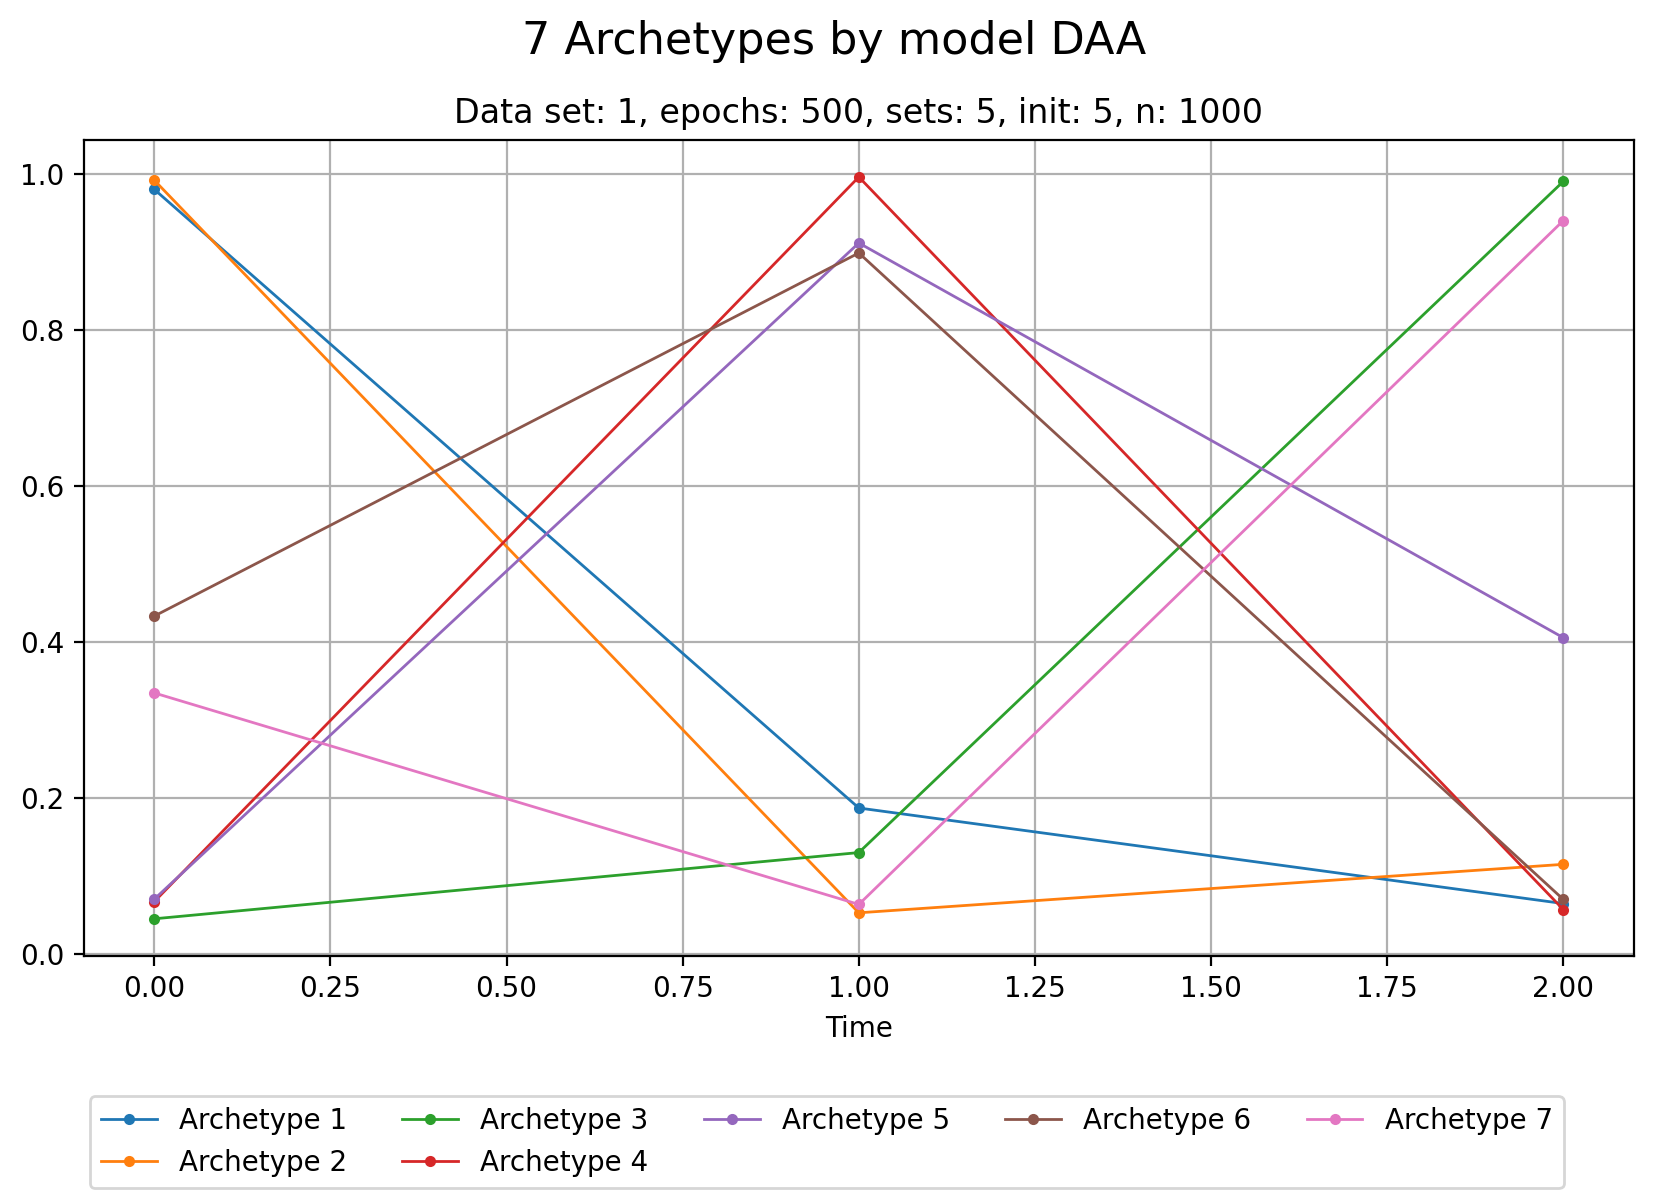 7 Archetypes by model DAA
Data set: 1, epochs: 500, sets: 5, init: 5, n: 1000
1.0
0.8
0.6
0.4
0.2
0.0
0.00 0.25 0.50 0.75 1.00 1.25 1.50 1.75 2.00
Time
Archetype 1 Archetype 3 Archetype 5 Archetype 6 Archetype 7
Archetype 2 Archetype 4